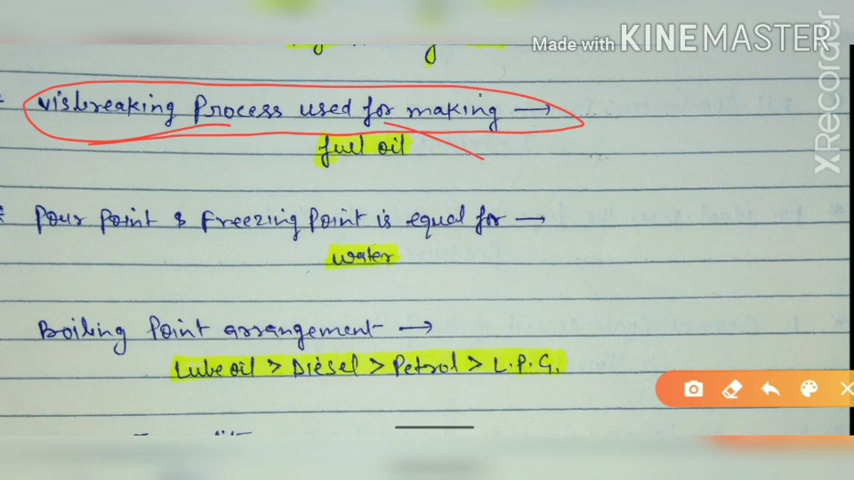 Made with KINEMASTER
XRecorder
Visbreaking Process used for making →
fuel oil
Pour Point & Freezing Point is equal for →
water
Boiling Point arrangement →
Lube oil > Diesel > Petrol > L.P.G.